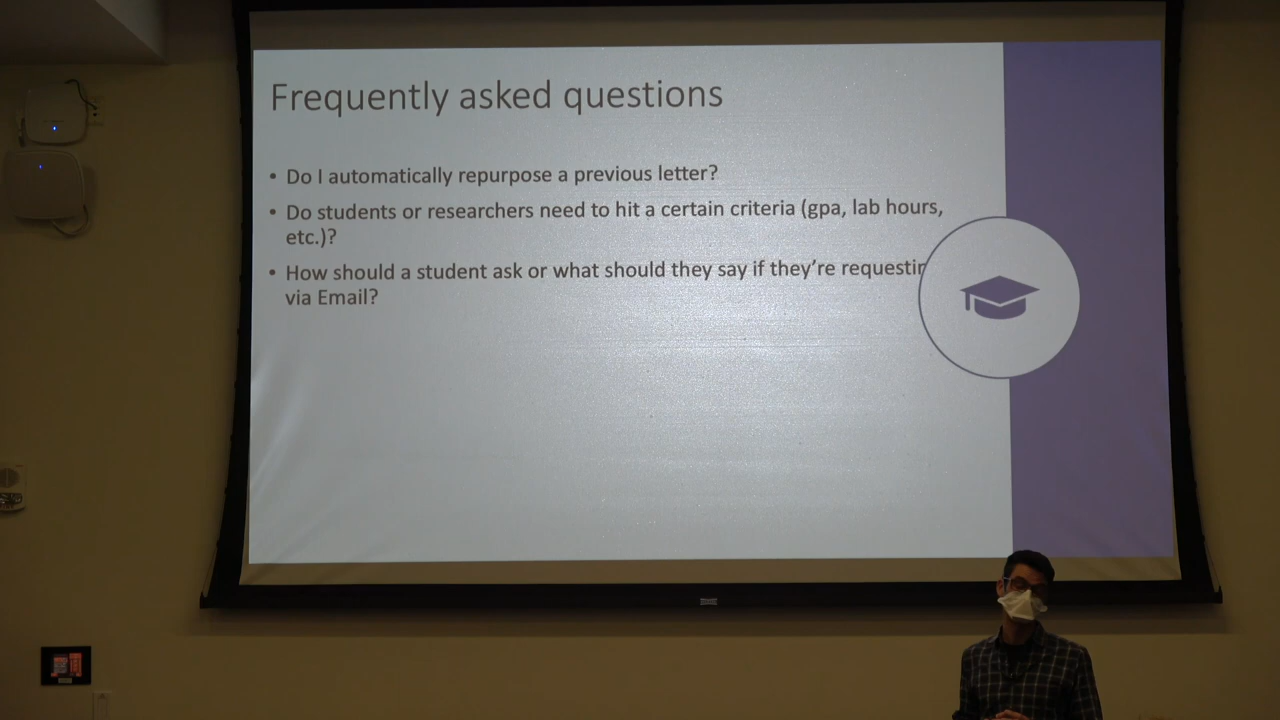 Frequently asked questions
• Do I automatically repurpose a previous letter?
• Do students or researchers need to hit a certain criteria (gpa, lab hours,
etc.)?
• How should a student ask or what should they say if they're
via Email?